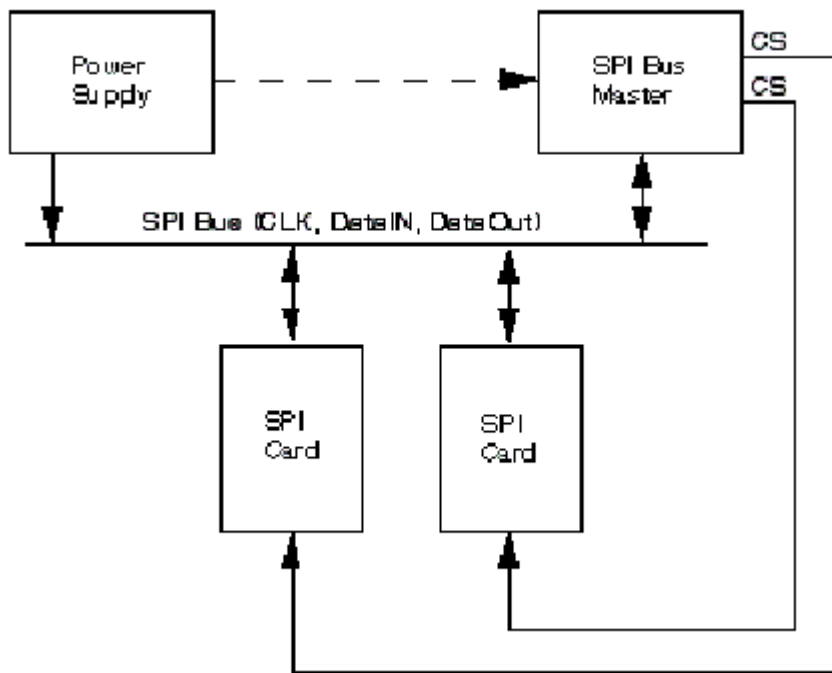 Power
Supply
SPI Bus
Master
CS
CS
SPI Bus (CLK, DataIN, DataOut)
SPI
Card
SPI
Card